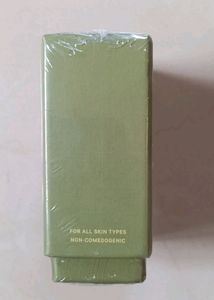 FOR ALL SKIN TYPES
NON-COMEDOGENIC